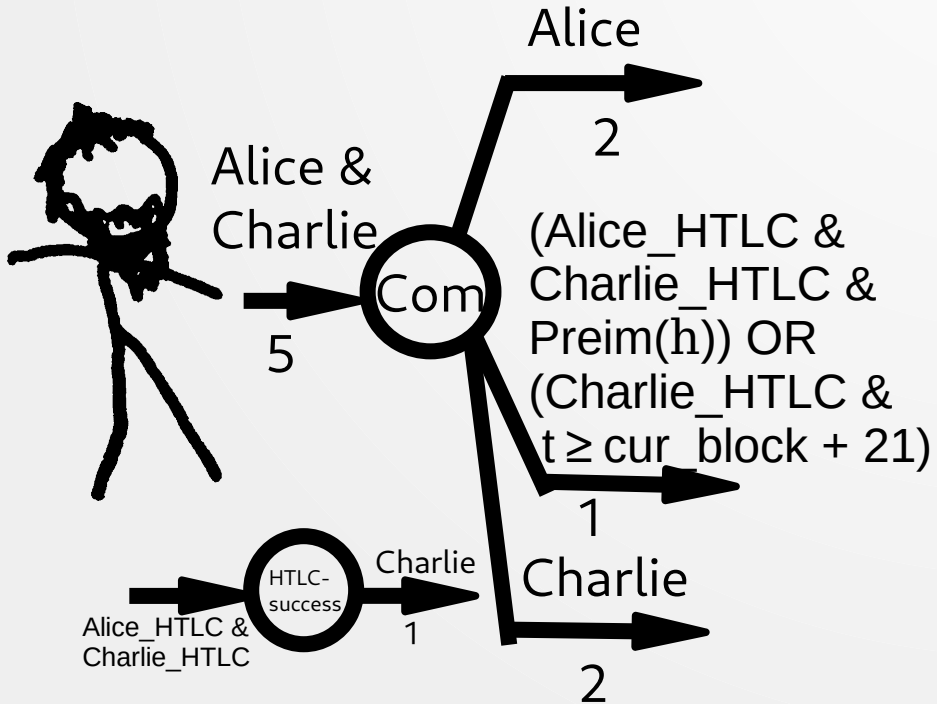 Alice
2
Alice &
Charlie
5
Com
(Alice_HTLC &
Charlie_HTLC &
Preim(h)) OR
(Charlie_HTLC &
t ≥ cur_block + 21)
1
Charlie
2
HTLC-
success
Charlie
1
Alice_HTLC &
Charlie_HTLC